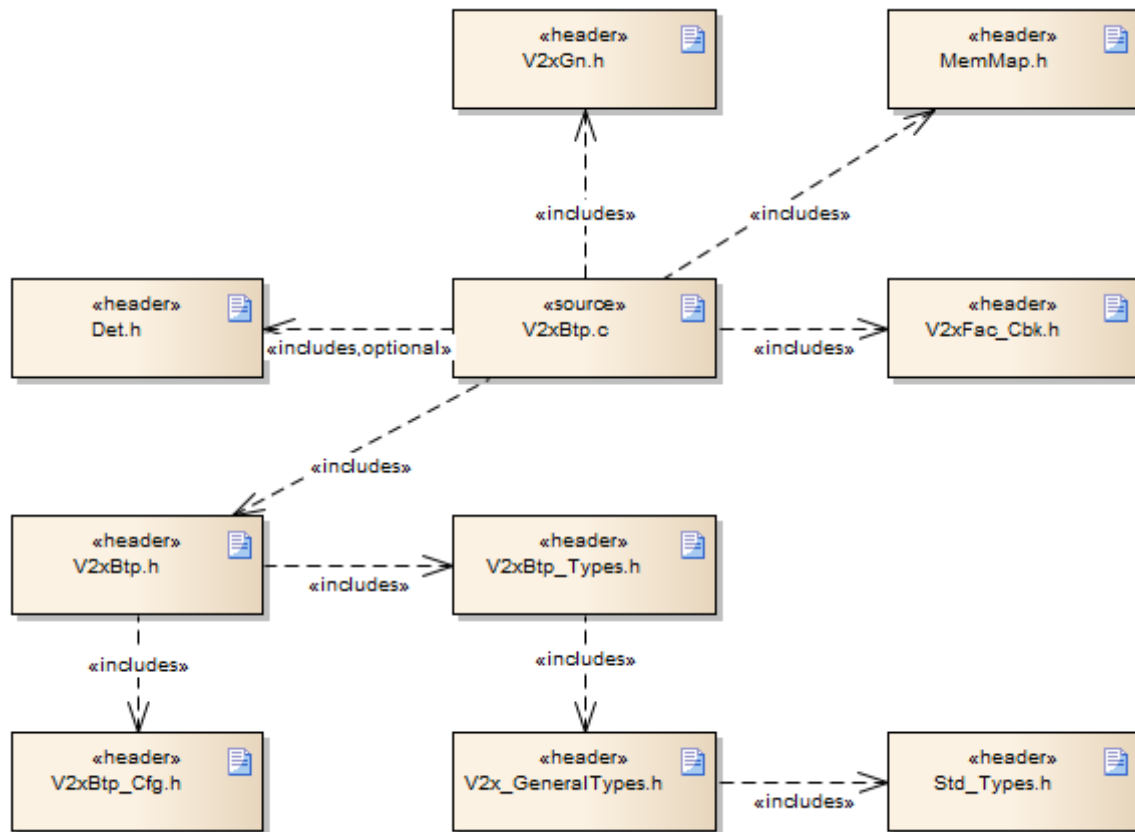 «header»
V2xGn.h
«header»
MemMap.h
«includes»
«includes»
«header»
Det.h
«includes,optional»
«source»
V2xBtp.c
«includes»
«header»
V2xFac_Cbk.h
«includes»
«header»
V2xBtp.h
«includes»
«header»
V2xBtp_Types.h
«includes»
«includes»
«header»
V2xBtp_Cfg.h
«header»
V2x_GeneralTypes.h
«includes»
«header»
Std_Types.h